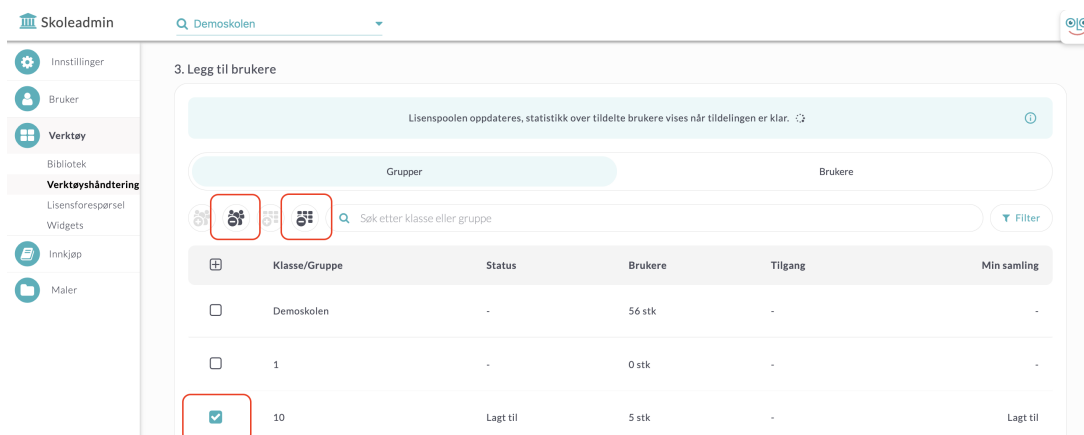 Skoleadmin
Demoskolen
Innstillinger
Bruker
Verktøy
Bibliotek
Verktøyshåndtering
Lisensforespørsel
Widgets
Innkjøp
Maler
3. Legg til brukere
Lisenspoolen oppdateres, statistikk over tildelte brukere vises når tildelingen er klar.
Grupper Brukere
Søk etter klasse eller gruppe Filter
Klasse/Gruppe Status Brukere Tilgang Min samling
Demoskolen - 56 stk - -
1 - 0 stk - -
10 Lagt til 5 stk - Lagt til